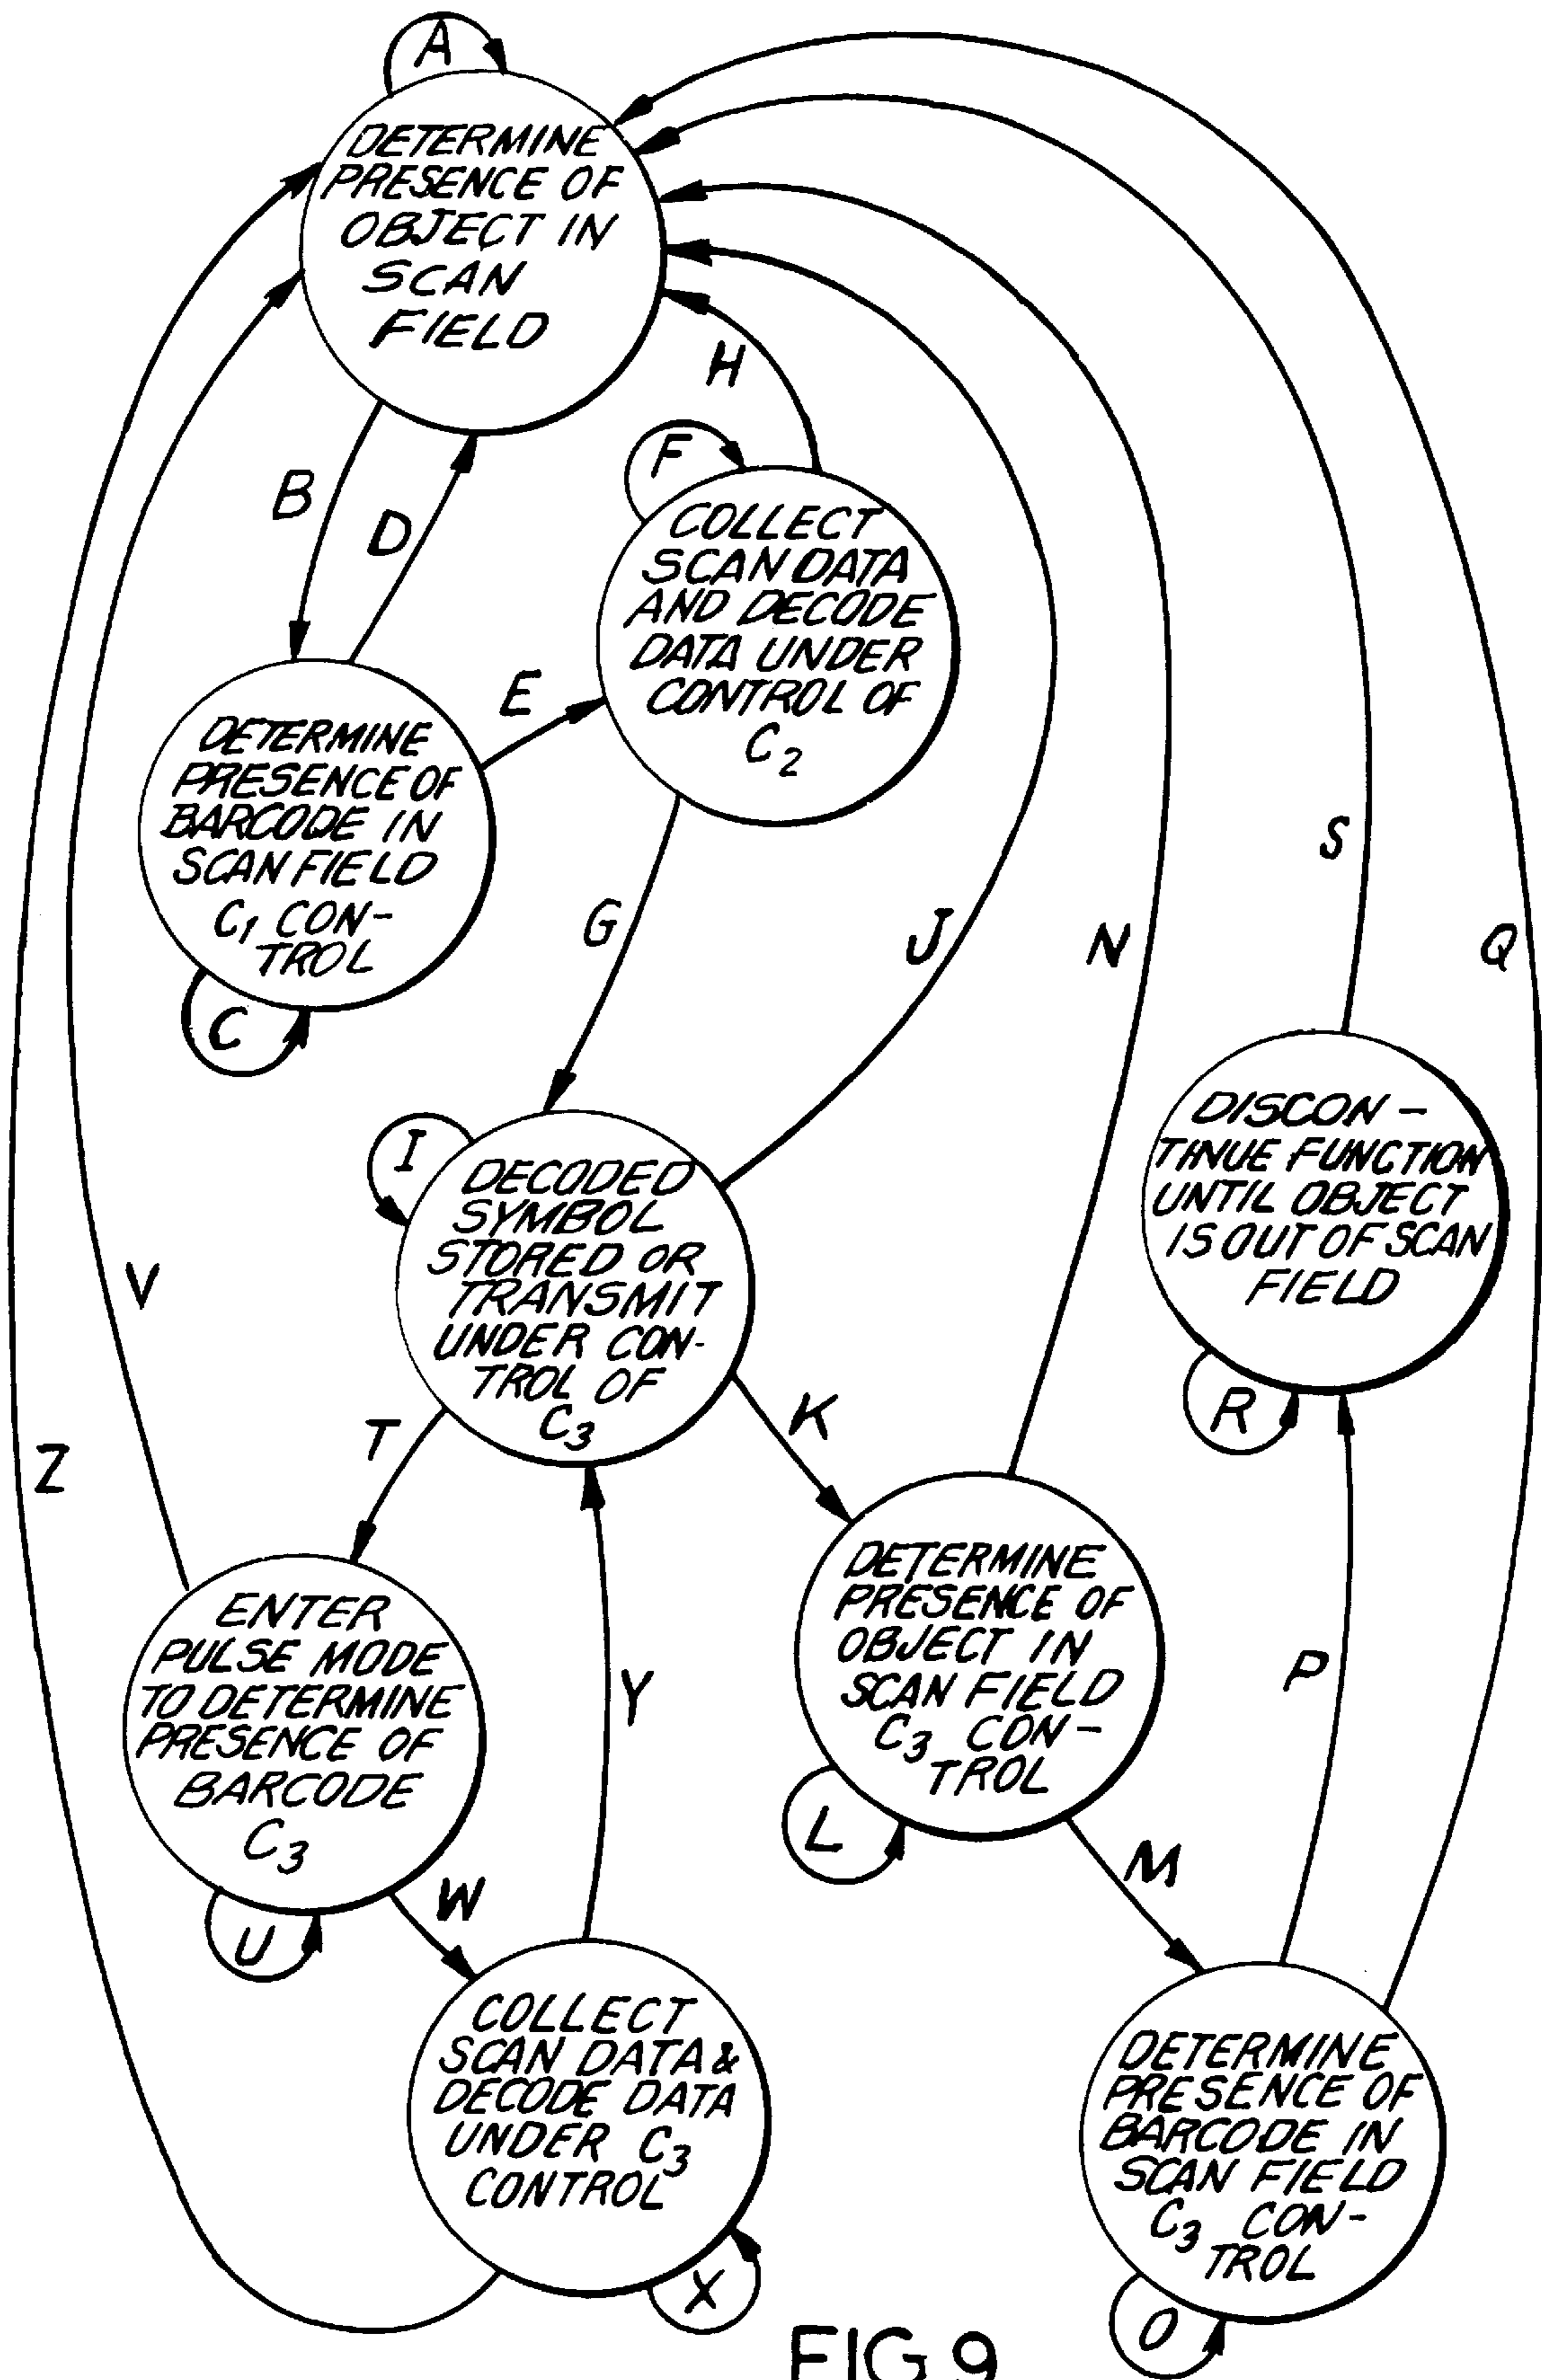 A
DETERMINE
PRESENCE OF
OBJECT IN
SCAN
FIELD
H
B
D
F
COLLECT
SCAN DATA
AND DECODE
DATA UNDER
CONTROL OF
C2
E
DETERMINE
PRESENCE OF
BARCODE IN
SCAN FIELD
C1 CON-
TROL
C
G
J
N
S
Q
I
DECODED
SYMBOL
STORED OR
TRANSMIT
UNDER CON-
TROL OF
C3
DISCON-
TINUE FUNCTION
UNTIL OBJECT
IS OUT OF SCAN
FIELD
R
V
Z
T
K
ENTER
PULSE MODE
TO DETERMINE
PRESENCE OF
BARCODE
C3
U
Y
DETERMINE
PRESENCE OF
OBJECT IN
SCAN FIELD
C3 CON-
TROL
L
P
W
M
COLLECT
SCAN DATA &
DECODE DATA
UNDER C3
CONTROL
X
DETERMINE
PRESENCE OF
BARCODE IN
SCAN FIELD
C3 CON-
TROL
O
FIG.9